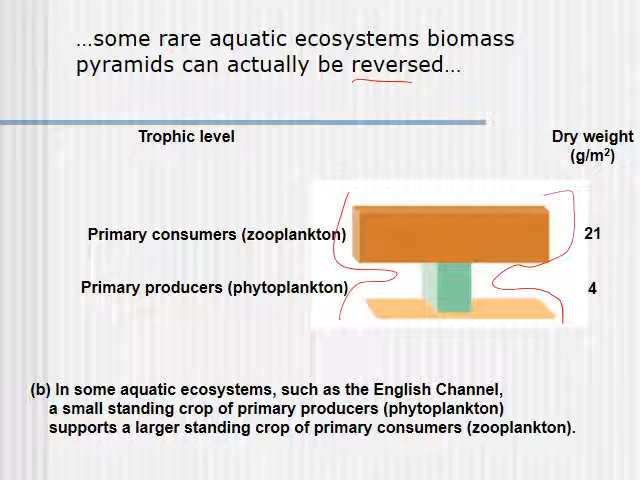 …some rare aquatic ecosystems biomass
pyramids can actually be reversed…
Trophic level
Dry weight
(g/m²)
Primary consumers (zooplankton)
21
Primary producers (phytoplankton)
4
(b) In some aquatic ecosystems, such as the English Channel,
a small standing crop of primary producers (phytoplankton)
supports a larger standing crop of primary consumers (zooplankton).